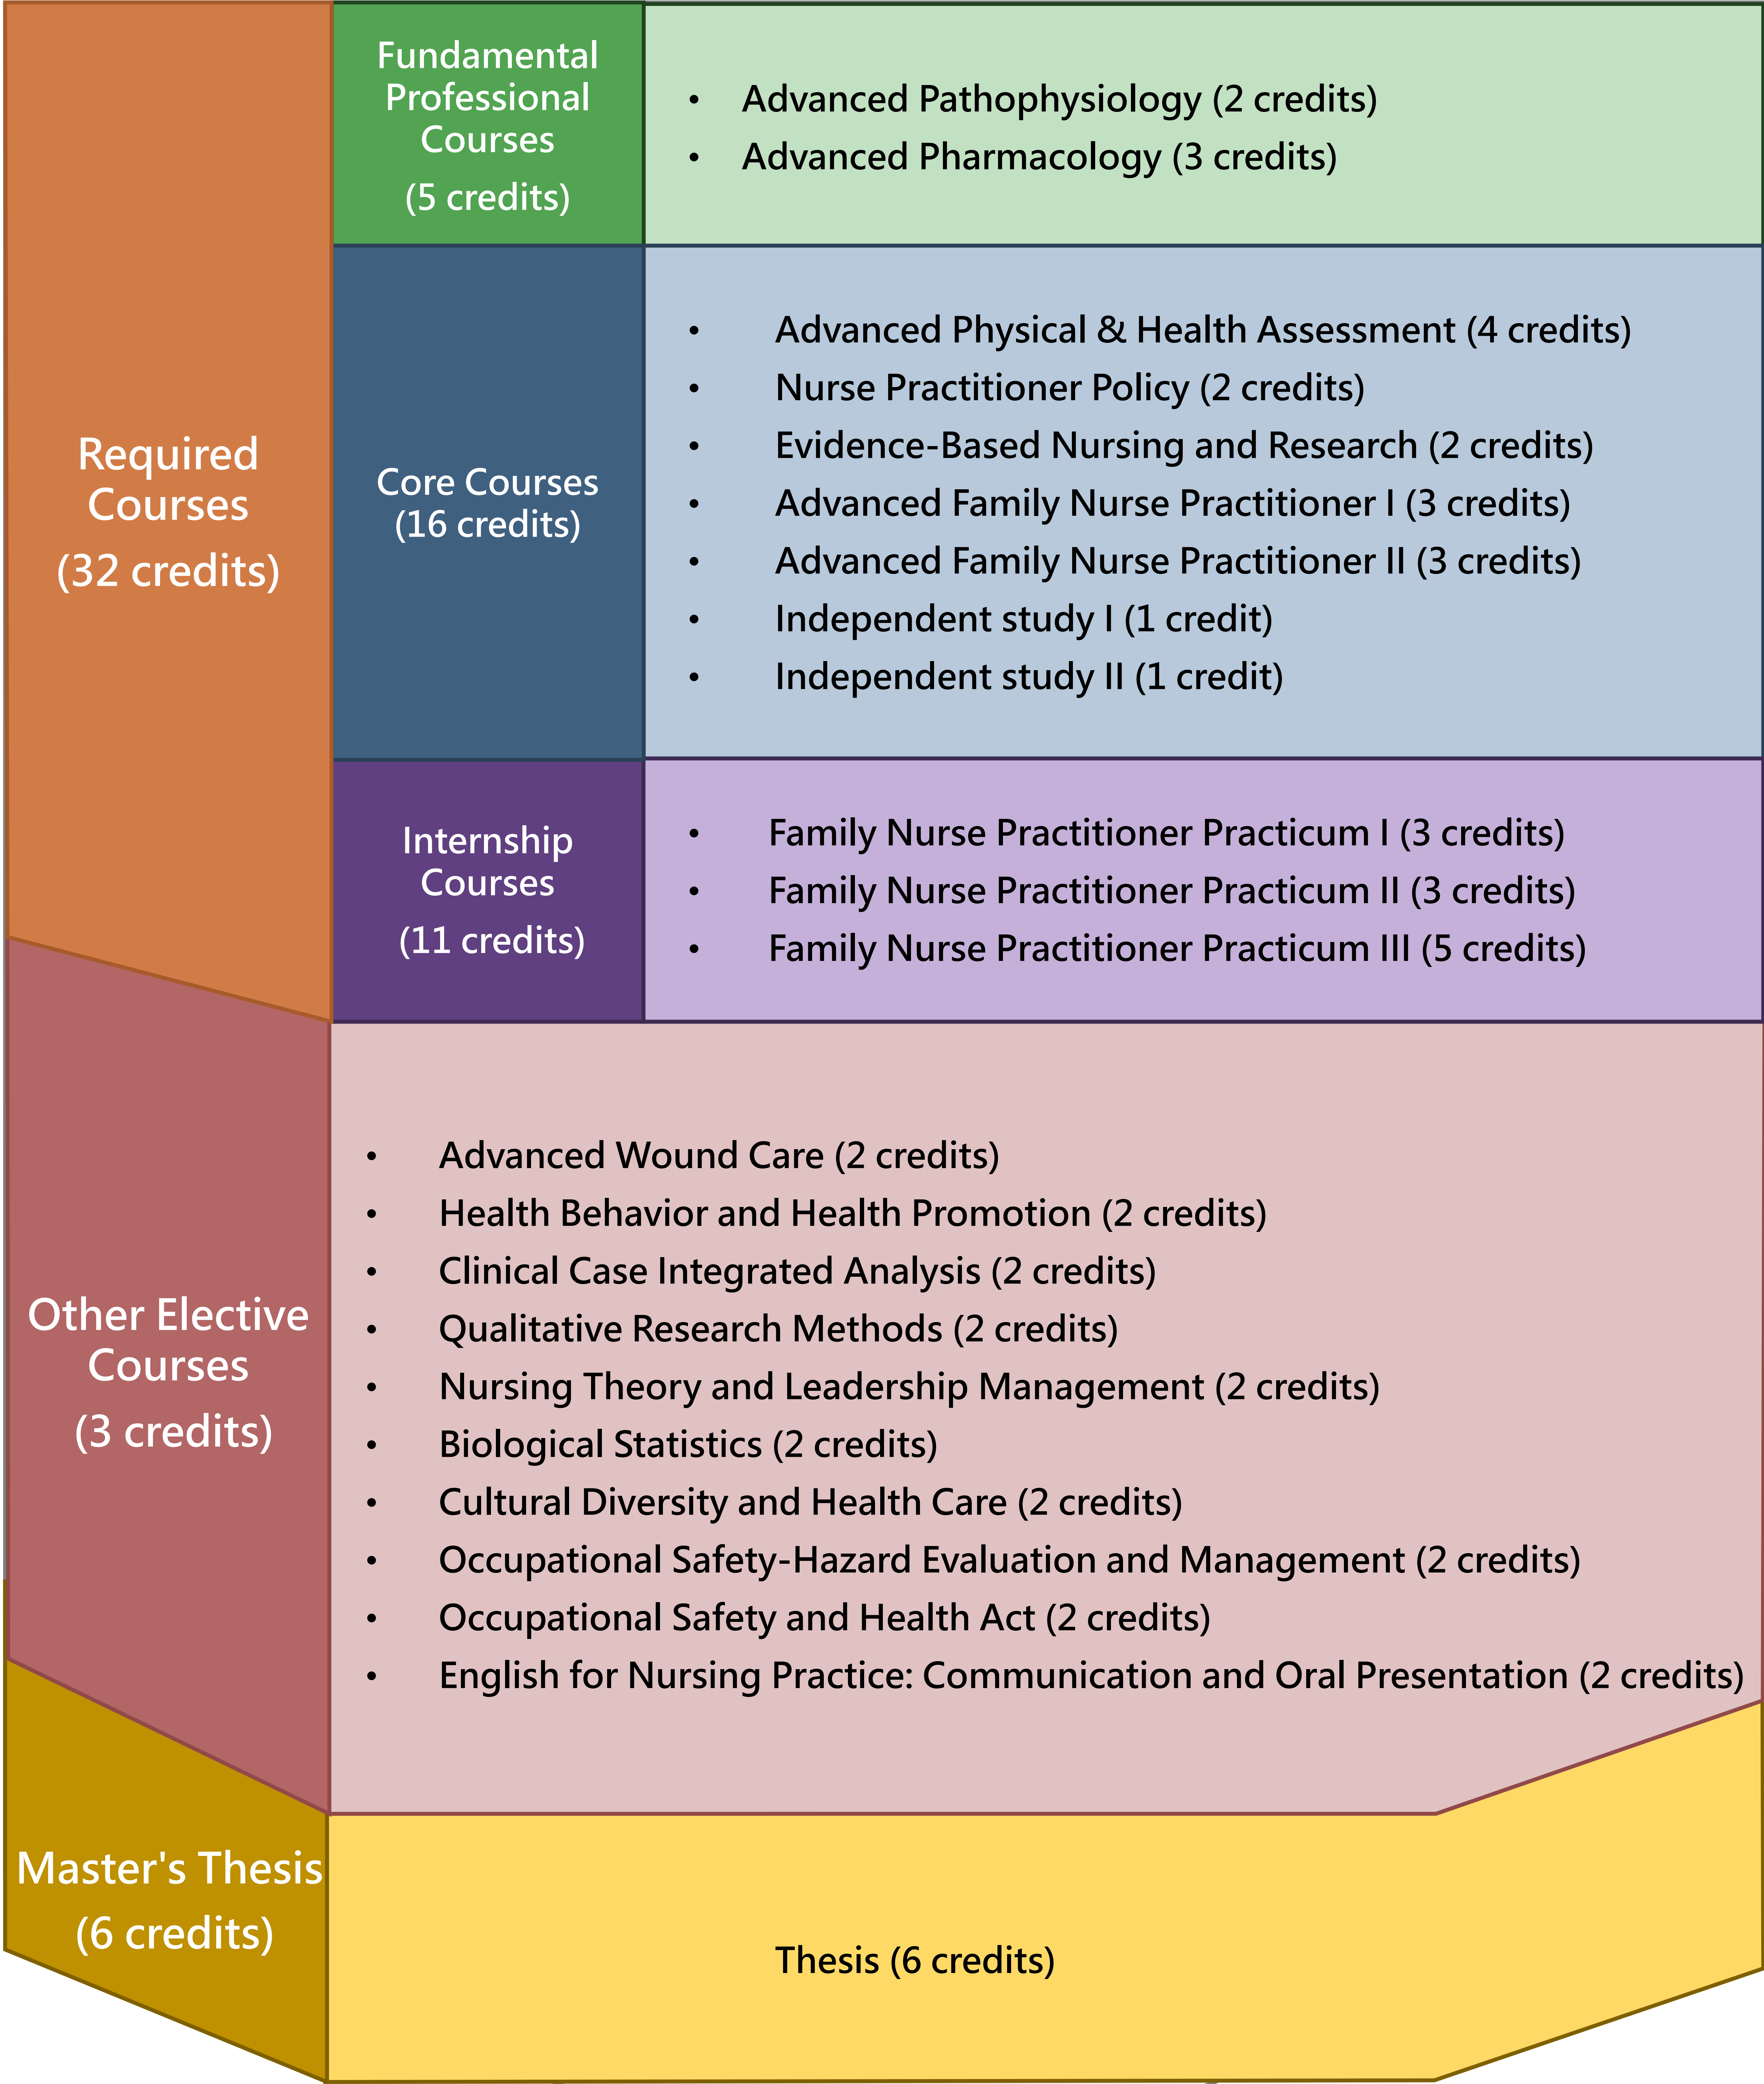 Required
Courses
(32 credits)
Fundamental
Professional
Courses
(5 credits)
• Advanced Pathophysiology (2 credits)
• Advanced Pharmacology (3 credits)
Core Courses
(16 credits)
• Advanced Physical & Health Assessment (4 credits)
• Nurse Practitioner Policy (2 credits)
• Evidence-Based Nursing and Research (2 credits)
• Advanced Family Nurse Practitioner I (3 credits)
• Advanced Family Nurse Practitioner II (3 credits)
• Independent study I (1 credit)
• Independent study II (1 credit)
Internship
Courses
(11 credits)
• Family Nurse Practitioner Practicum I (3 credits)
• Family Nurse Practitioner Practicum II (3 credits)
• Family Nurse Practitioner Practicum III (5 credits)
Other Elective
Courses
(3 credits)
• Advanced Wound Care (2 credits)
• Health Behavior and Health Promotion (2 credits)
• Clinical Case Integrated Analysis (2 credits)
• Qualitative Research Methods (2 credits)
• Nursing Theory and Leadership Management (2 credits)
• Biological Statistics (2 credits)
• Cultural Diversity and Health Care (2 credits)
• Occupational Safety-Hazard Evaluation and Management (2 credits)
• Occupational Safety and Health Act (2 credits)
• English for Nursing Practice: Communication and Oral Presentation (2 credits)
Master's Thesis
(6 credits)
Thesis (6 credits)